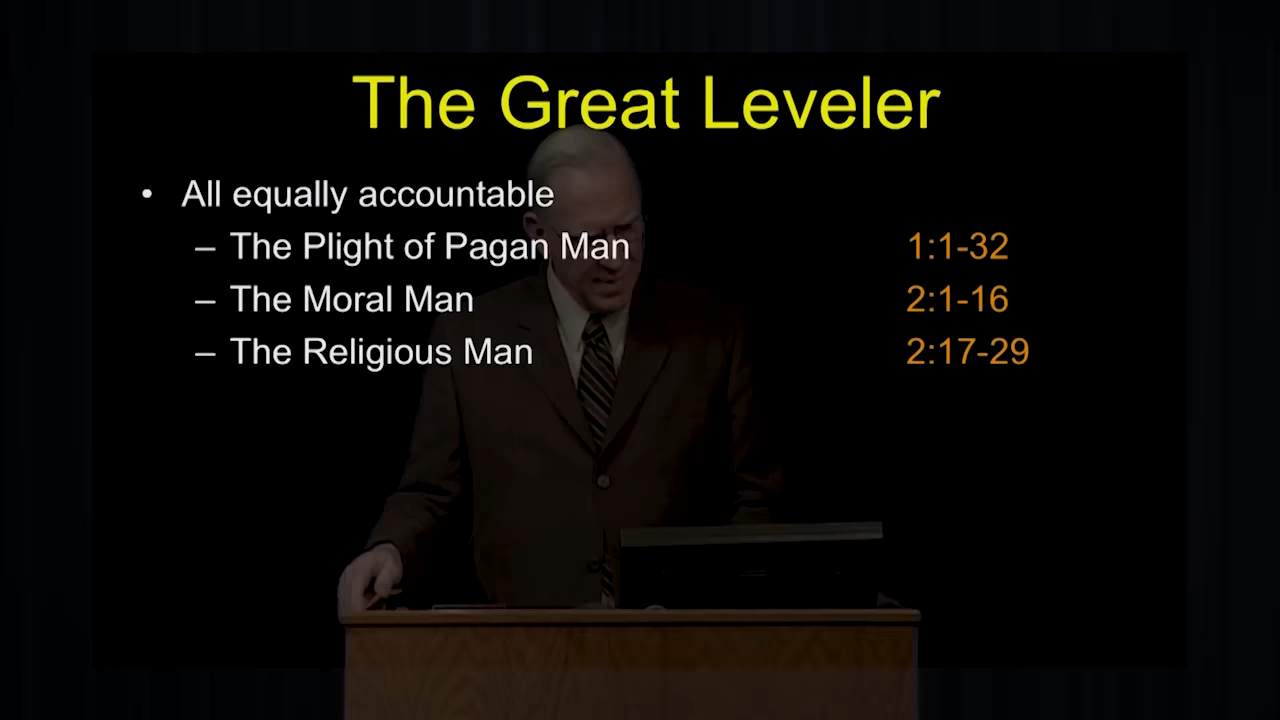 The Great Leveler
• All equally accountable
– The Plight of Pagan Man 1:1-32
– The Moral Man 2:1-16
– The Religious Man 2:17-29